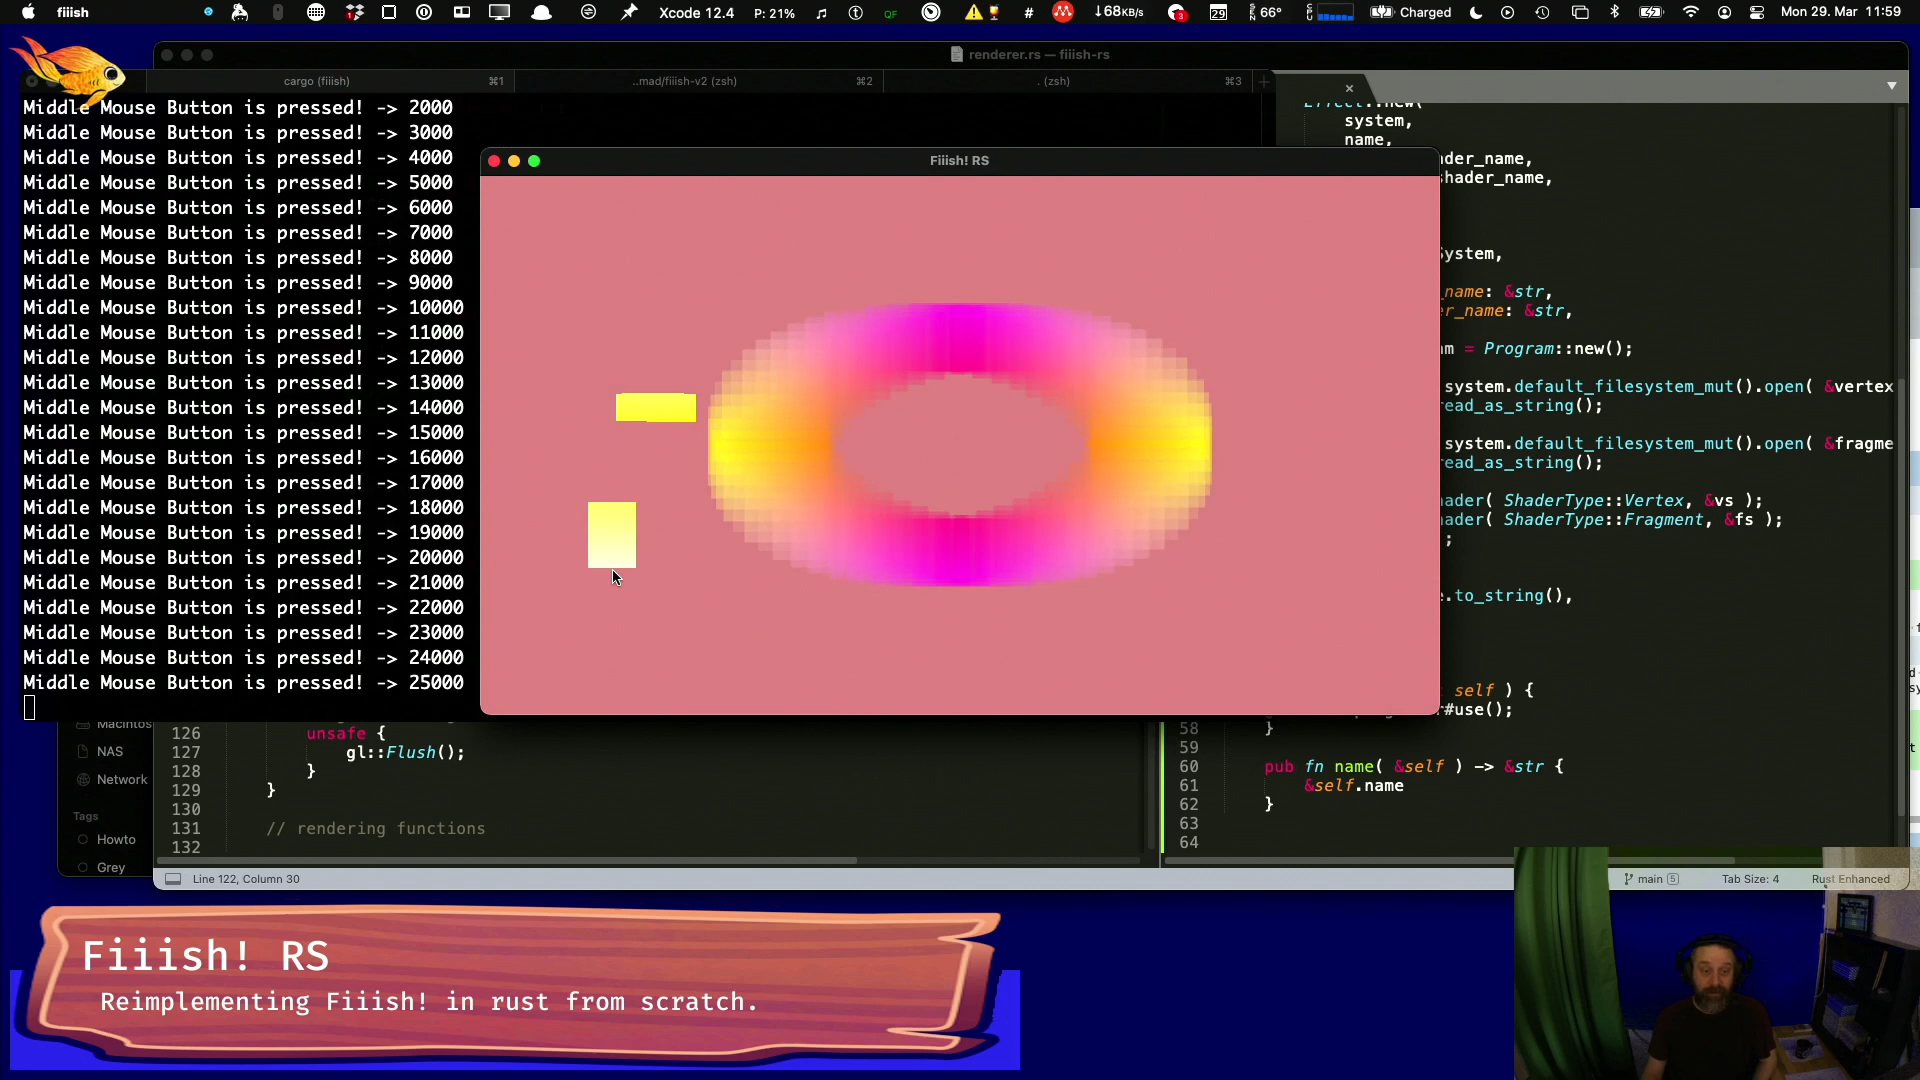 fiiish
Xcode 12.4
P: 21%
QF
#
↓68KB/s
3
29
66°
Charged
Mon 29. Mar 11:59
renderer.rs — fiiish-rs
cargo (fiiish) ⌘1
..mad/fiiish-v2 (zsh) ⌘2
. (zsh) ⌘3
Middle Mouse Button is pressed! -> 2000
Middle Mouse Button is pressed! -> 3000
Middle Mouse Button is pressed! -> 4000
Middle Mouse Button is pressed! -> 5000
Middle Mouse Button is pressed! -> 6000
Middle Mouse Button is pressed! -> 7000
Middle Mouse Button is pressed! -> 8000
Middle Mouse Button is pressed! -> 9000
Middle Mouse Button is pressed! -> 10000
Middle Mouse Button is pressed! -> 11000
Middle Mouse Button is pressed! -> 12000
Middle Mouse Button is pressed! -> 13000
Middle Mouse Button is pressed! -> 14000
Middle Mouse Button is pressed! -> 15000
Middle Mouse Button is pressed! -> 16000
Middle Mouse Button is pressed! -> 17000
Middle Mouse Button is pressed! -> 18000
Middle Mouse Button is pressed! -> 19000
Middle Mouse Button is pressed! -> 20000
Middle Mouse Button is pressed! -> 21000
Middle Mouse Button is pressed! -> 22000
Middle Mouse Button is pressed! -> 23000
Middle Mouse Button is pressed! -> 24000
Middle Mouse Button is pressed! -> 25000
Fiiish! RS
Effect::new(
system,
name,
der_name,
shader_name,
System,
_name: &str,
er_name: &str,
m = Program::new();
system.default_filesystem_mut().open( &vertex
read_as_string();
system.default_filesystem_mut().open( &fragme
read_as_string();
ader( ShaderType::Vertex, &vs );
ader( ShaderType::Fragment, &fs );
;
e.to_string(),
self ) {
r#use();
58 }
59
60 pub fn name( &self ) -> &str {
61 &self.name
62 }
63
64
Macintos
NAS
Network
Tags
Howto
Grey
126 unsafe {
127 gl::Flush();
128 }
129 }
130
131 // rendering functions
132
Line 122, Column 30
main 5
Tab Size: 4
Rust Enhanced
Fiiish! RS
Reimplementing Fiiish! in rust from scratch.